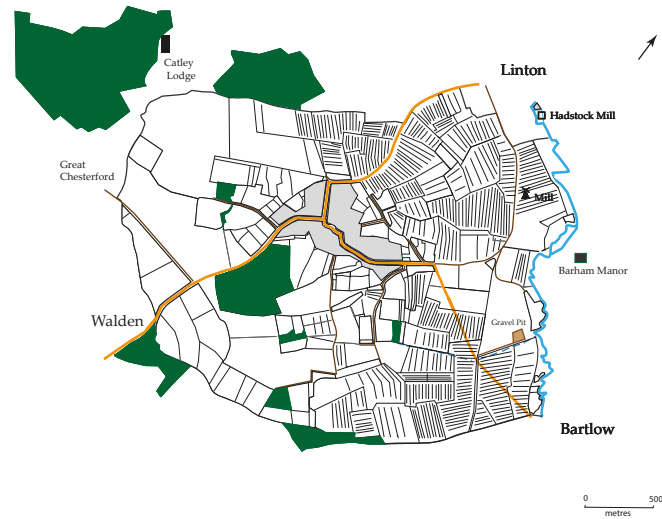 Catley
Lodge
Linton
Hadstock Mill
Great
Chesterford
Mill
Barham Manor
Walden
Gravel Pit
Bartlow
0 500
metres